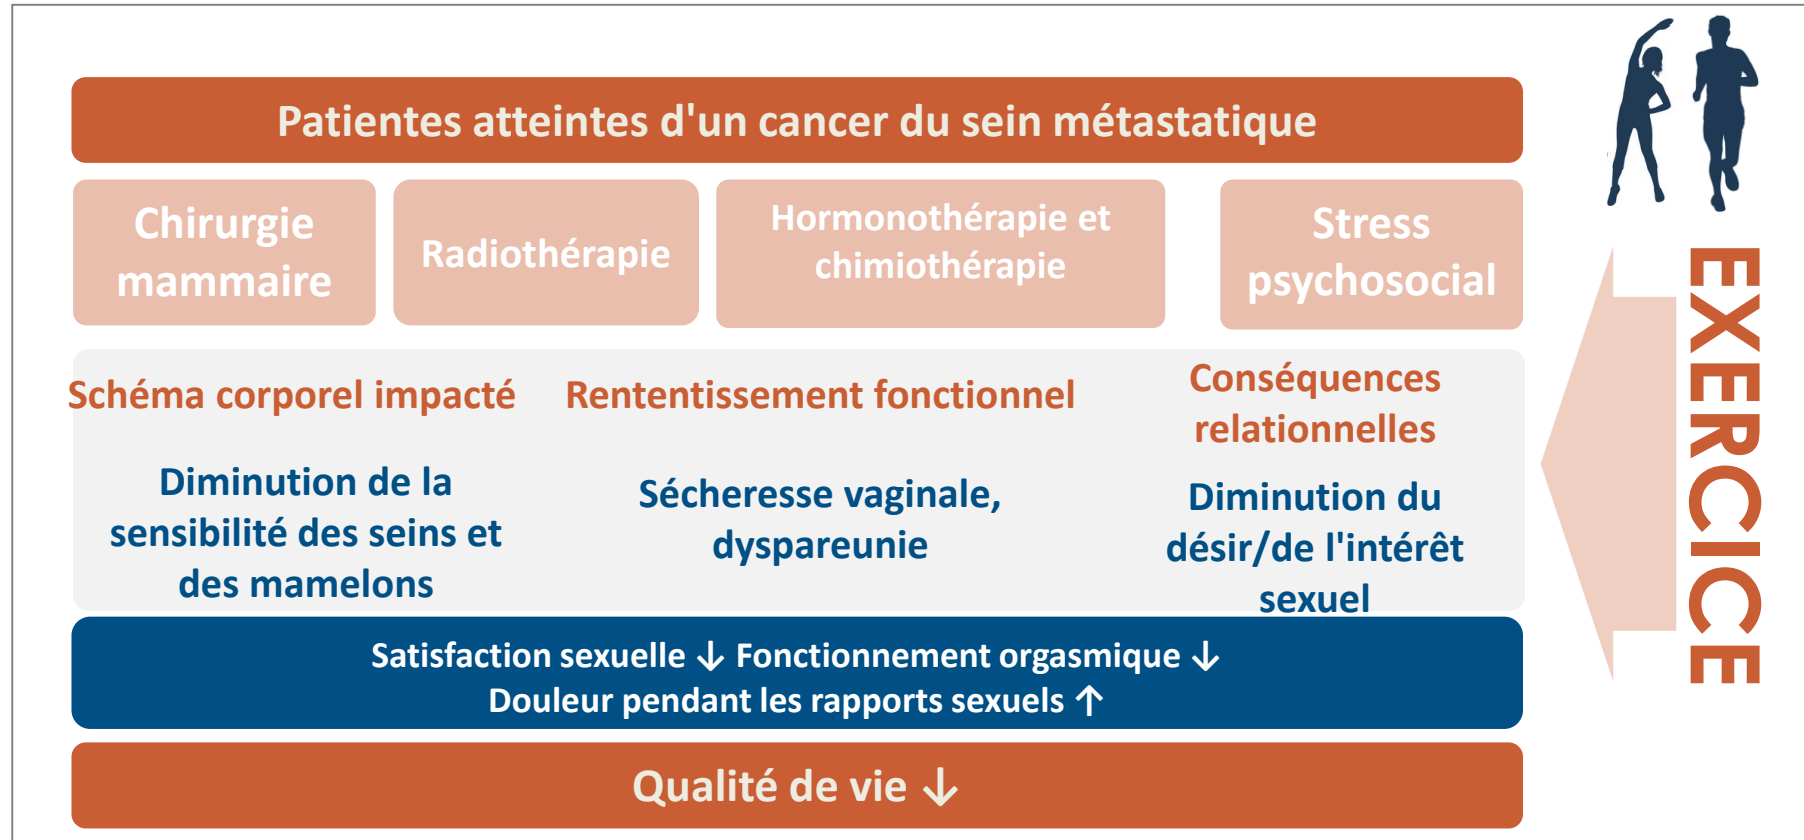 Patientes atteintes d'un cancer du sein métastatique
Chirurgie
mammaire
Radiothérapie
Hormonothérapie et
chimiothérapie
Stress
psychosocial
Schéma corporel impacté
Rententissement fonctionnel
Conséquences
relationnelles
Diminution de la
sensibilité des seins et
des mamelons
Sécheresse vaginale,
dyspareunie
Diminution du
désir/de l'intérêt
sexuel
Satisfaction sexuelle ↓ Fonctionnement orgasmique ↓
Douleur pendant les rapports sexuels ↑
Qualité de vie ↓
EXERCICE